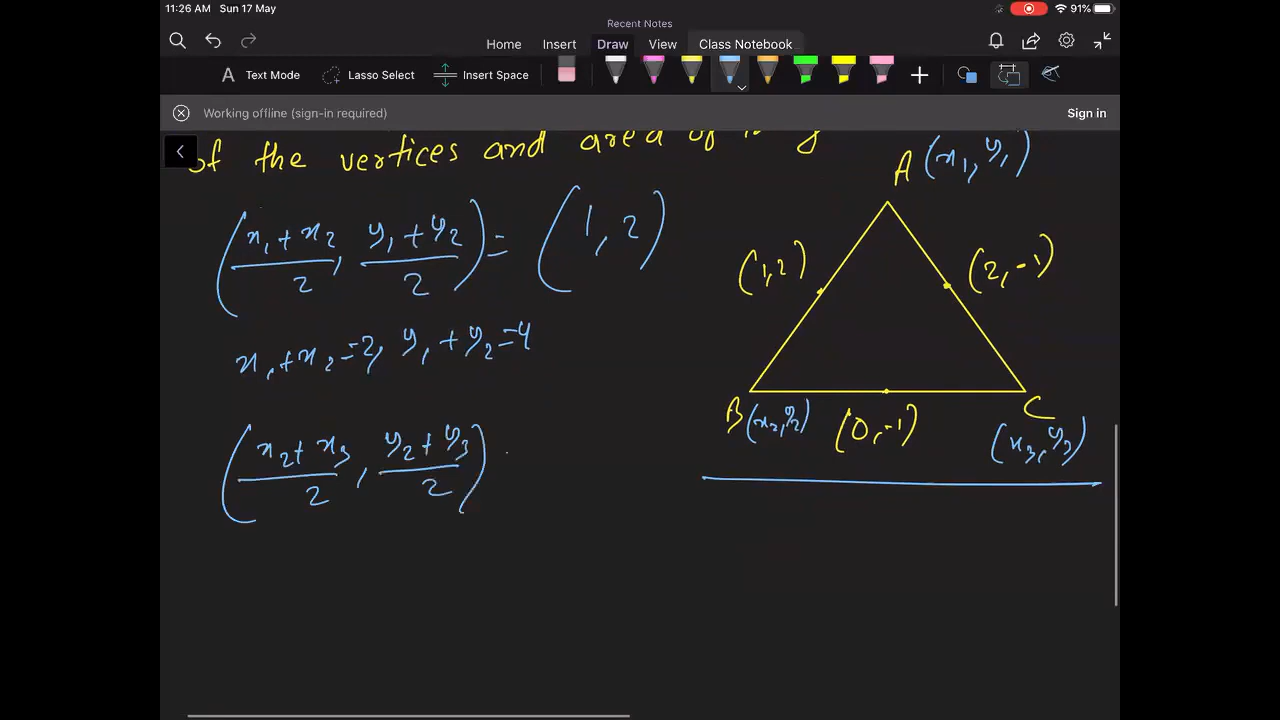 11:26 AM Sun 17 May 91%
Recent Notes
Home Insert Draw View Class Notebook
A Text Mode Lasso Select Insert Space
Working offline (sign-in required) Sign in
of the vertices and area of
A (x₁, y₁)
((x₁ + x₂)/2, (y₁ + y₂)/2) = (1, 2)
(1, 2) (2, -1)
x₁ + x₂ = 2, y₁ + y₂ = 4
B (x₂, y₂) (0, -1) C (x₃, y₃)
((x₂ + x₃)/2, (y₂ + y₃)/2)